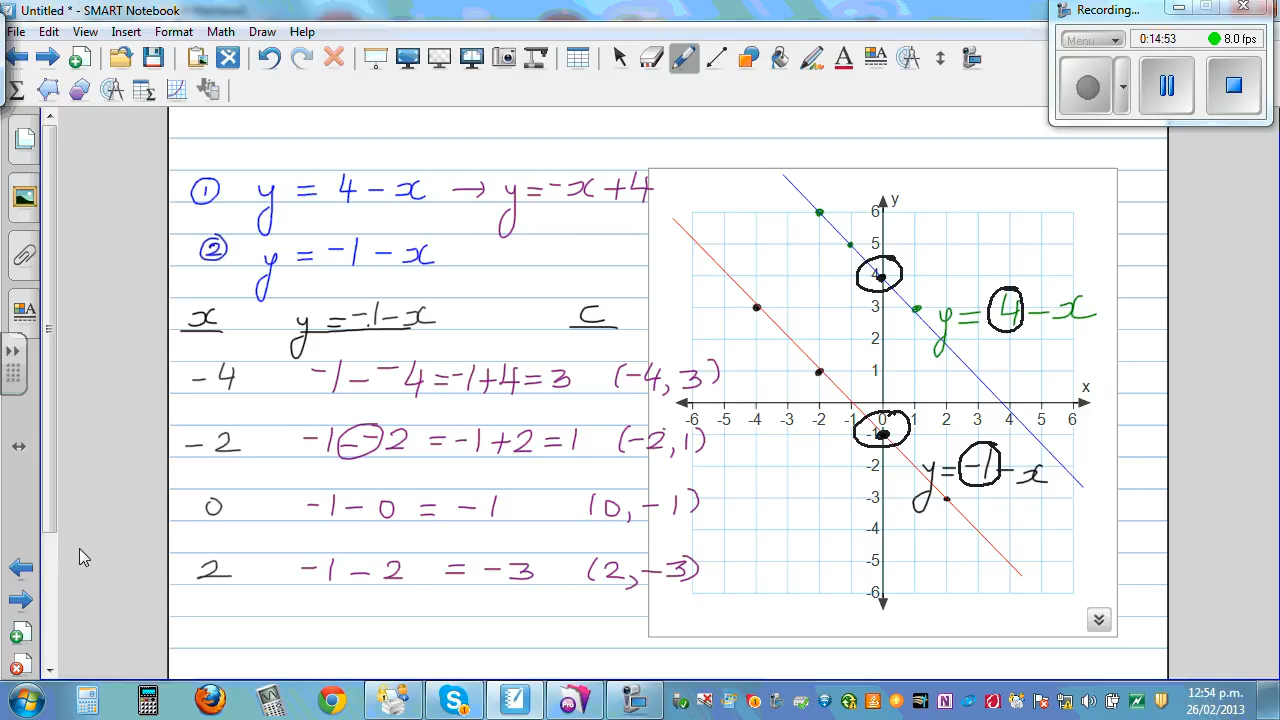 Untitled * - SMART Notebook
Recording...
File Edit View Insert Format Math Draw Help
Menu
0:14:53
8.0 fps
① y = 4 - x → y = -x + 4
② y = -1 - x
x y = -1 - x C
-4 -1 - -4 = -1 + 4 = 3 (-4, 3)
-2 -1 - -2 = -1 + 2 = 1 (-2, 1)
0 -1 - 0 = -1 (0, -1)
2 -1 - 2 = -3 (2, -3)
y
6
5
4
3
2
1
x
-6 -5 -4 -3 -2 -1 0 1 2 3 4 5 6
-1
-2
-3
-4
-5
-6
y = 4 - x
y = -1 - x
Pro
12:54 p.m.
26/02/2013